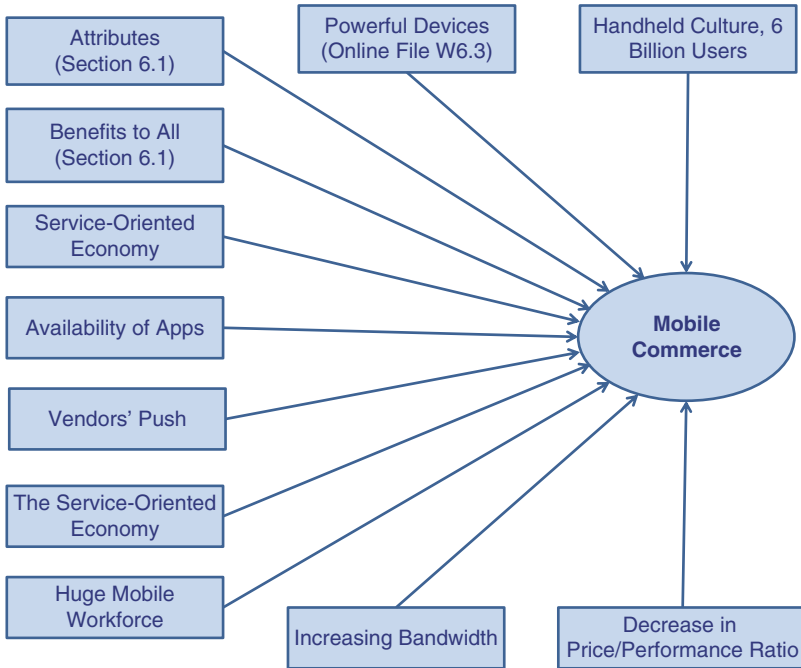 Attributes
(Section 6.1)
Powerful Devices
(Online File W6.3)
Handheld Culture, 6
Billion Users
Benefits to All
(Section 6.1)
Service-Oriented
Economy
Availability of Apps
Mobile
Commerce
Vendors’ Push
The Service-Oriented
Economy
Huge Mobile
Workforce
Increasing Bandwidth
Decrease in
Price/Performance Ratio